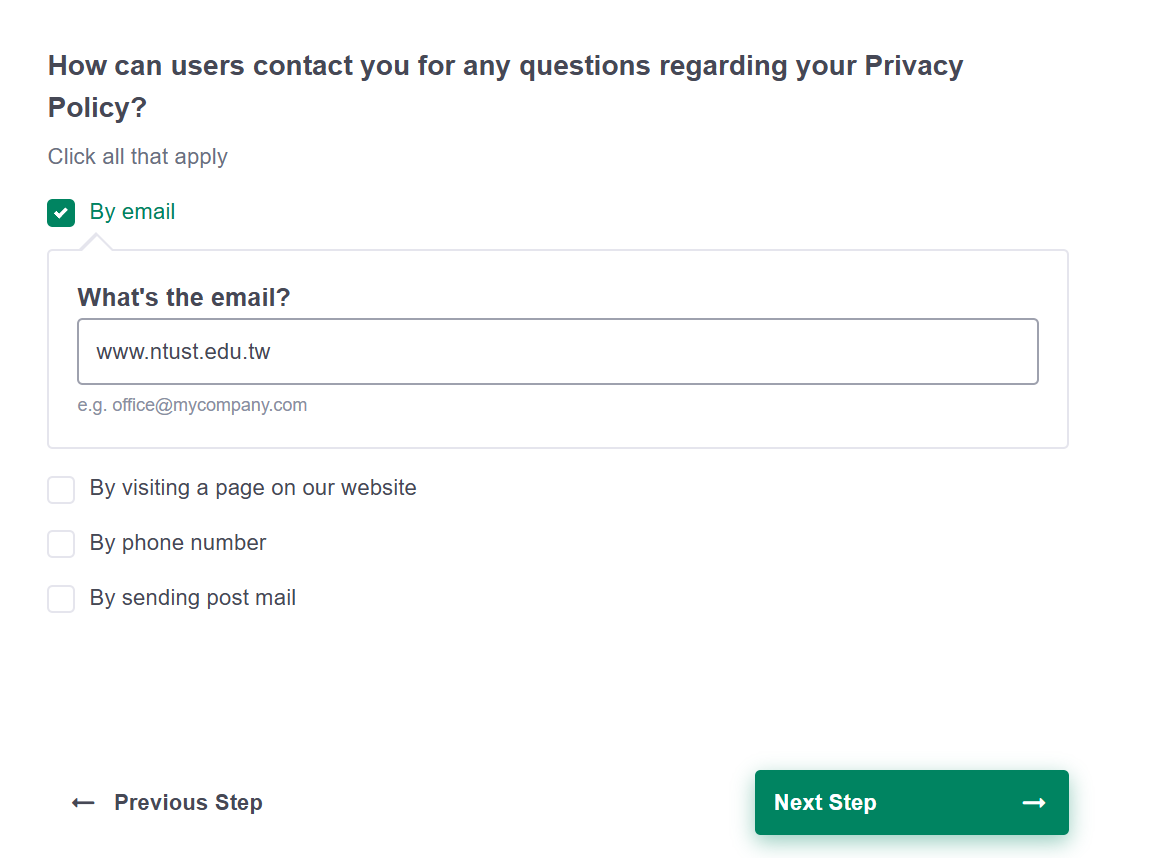 How can users contact you for any questions regarding your Privacy
Policy?
Click all that apply
By email
What's the email?
www.ntust.edu.tw
e.g. office@mycompany.com
By visiting a page on our website
By phone number
By sending post mail
Previous Step
Next Step